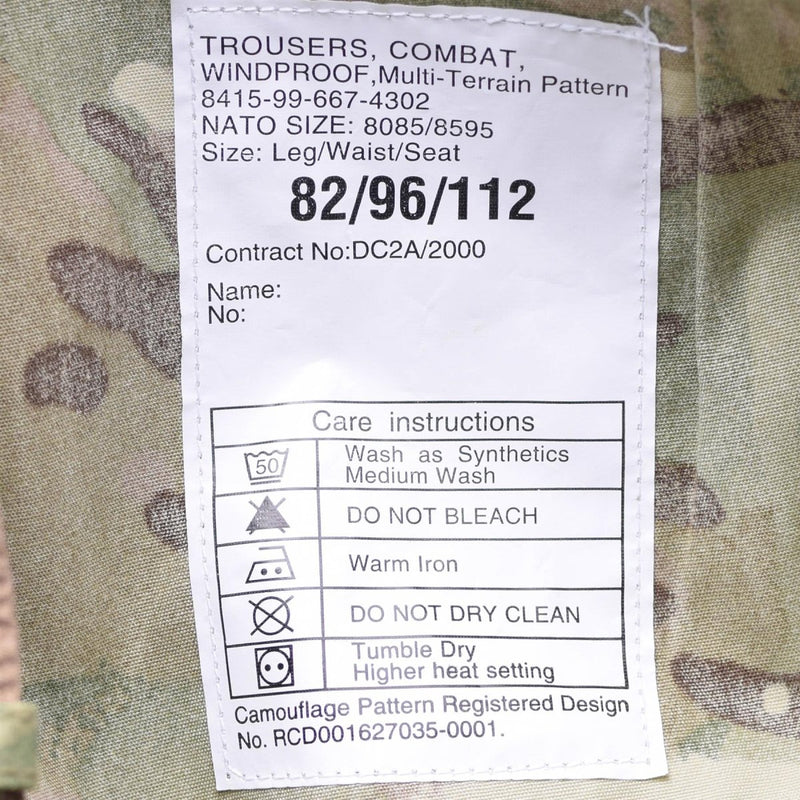 TROUSERS, COMBAT,
WINDPROOF,Multi-Terrain Pattern
8415-99-667-4302
NATO SIZE: 8085/8595
Size: Leg/Waist/Seat
82/96/112
Contract No:DC2A/2000
Name:
No:
Care instructions
50
Wash as Synthetics
Medium Wash
DO NOT BLEACH
Warm Iron
DO NOT DRY CLEAN
Tumble Dry
Higher heat setting
Camouflage Pattern Registered Design
No. RCD001627035-0001.